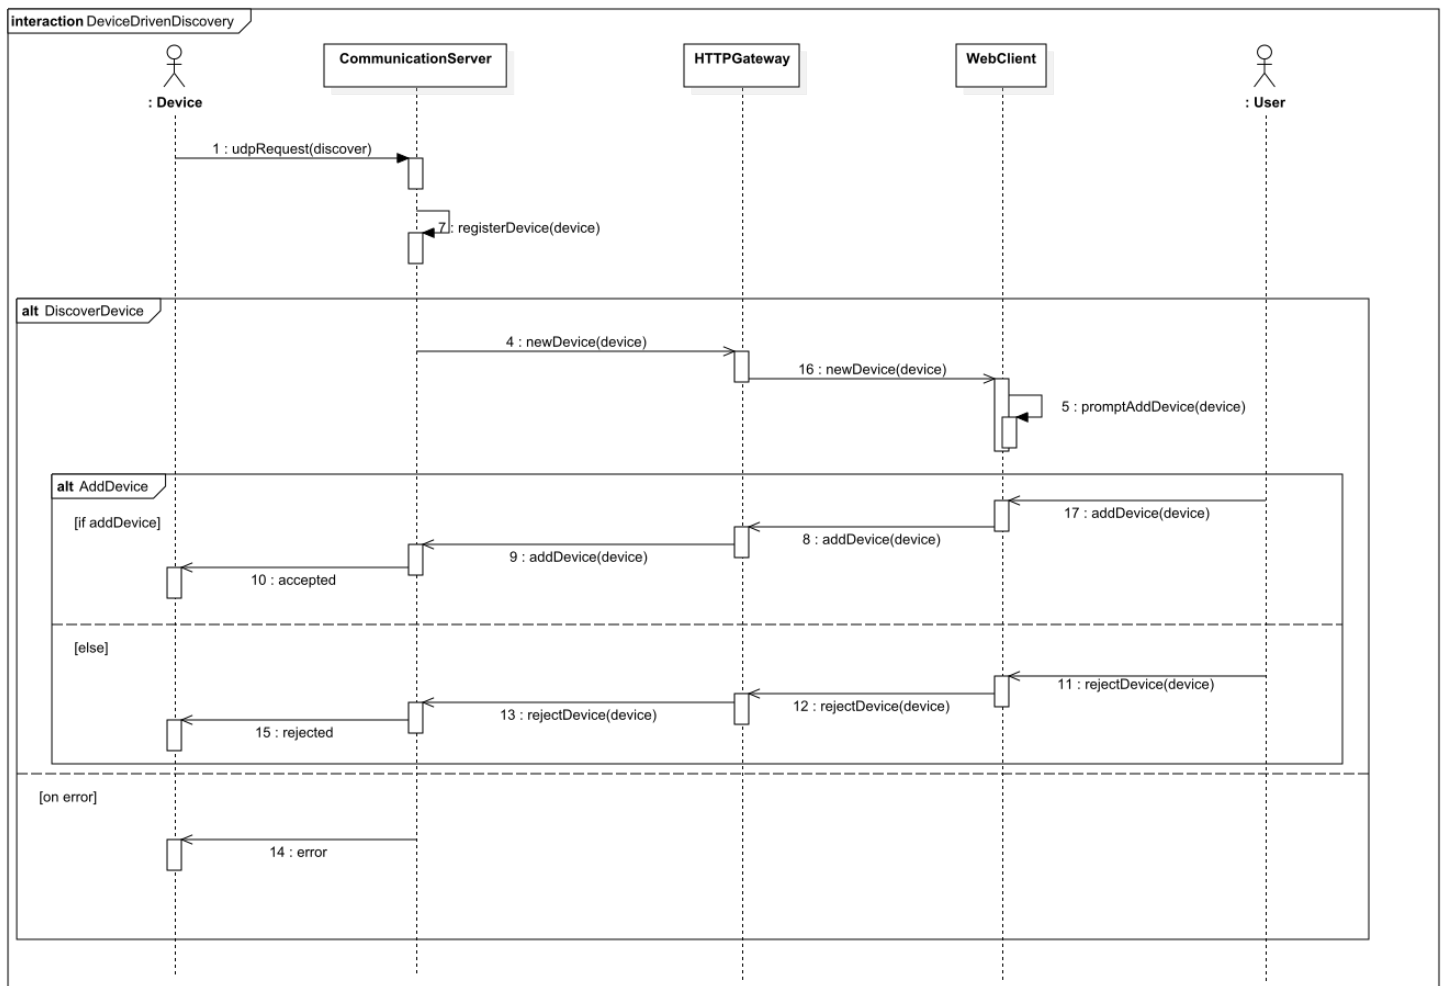 interaction DeviceDrivenDiscovery
CommunicationServer
HTTPGateway
WebClient
: Device
: User
1 : udpRequest(discover)
7 : registerDevice(device)
alt DiscoverDevice
4 : newDevice(device)
16 : newDevice(device)
5 : promptAddDevice(device)
alt AddDevice
[if addDevice]
17 : addDevice(device)
8 : addDevice(device)
9 : addDevice(device)
10 : accepted
[else]
11 : rejectDevice(device)
12 : rejectDevice(device)
13 : rejectDevice(device)
15 : rejected
[on error]
14 : error